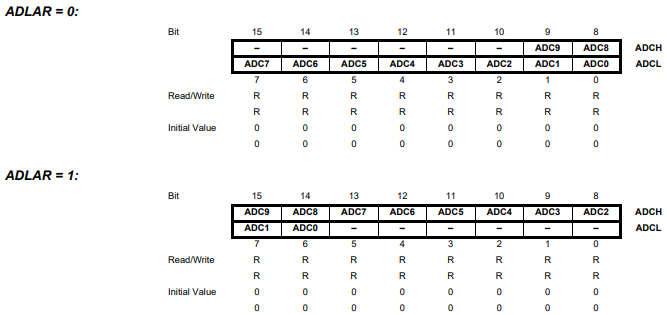 ADLAR = 0:
Bit 15 14 13 12 11 10 9 8
– – – – – – ADC9 ADC8 ADCH
ADC7 ADC6 ADC5 ADC4 ADC3 ADC2 ADC1 ADC0 ADCL
7 6 5 4 3 2 1 0
Read/Write R R R R R R R R
R R R R R R R R
Initial Value 0 0 0 0 0 0 0 0
0 0 0 0 0 0 0 0
ADLAR = 1:
Bit 15 14 13 12 11 10 9 8
ADC9 ADC8 ADC7 ADC6 ADC5 ADC4 ADC3 ADC2 ADCH
ADC1 ADC0 – – – – – – ADCL
7 6 5 4 3 2 1 0
Read/Write R R R R R R R R
R R R R R R R R
Initial Value 0 0 0 0 0 0 0 0
0 0 0 0 0 0 0 0